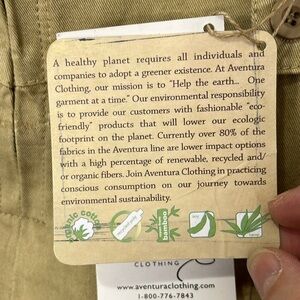 A healthy planet requires all individuals and
companies to adopt a greener existence. At Aventura
Clothing, our mission is to "Help the earth... One
garment at a time." Our environmental responsibility
is to provide our customers with fashionable "eco-
friendly" products that will lower our ecologic
footprint on the planet. Currently over 80% of the
fabrics in the Aventura line are lower impact options
with a high percentage of renewable, recycled and/
or organic fibers. Join Aventura Clothing in practicing
conscious consumption on our journey towards
environmental sustainability.
organic cotton
bamboo
CLOTHING
www.aventuraclothing.com
1-800-776-7843